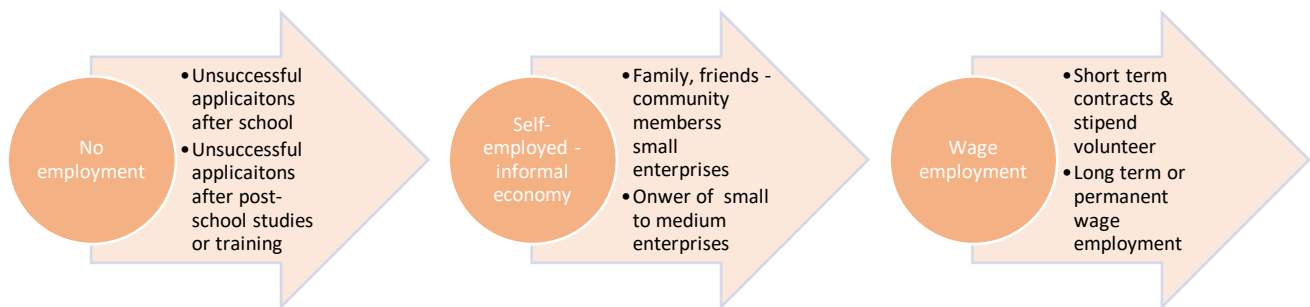 No
employment
•Unsuccessful
applicaitons
after school
•Unsuccessful
applicaitons
after post-
school studies
or training
Self-
employed -
informal
economy
•Family, friends -
community
memberss
small
enterprises
•Onwer of small
to medium
enterprises
Wage
employment
•Short term
contracts &
stipend
volunteer
•Long term or
permanent
wage
employment